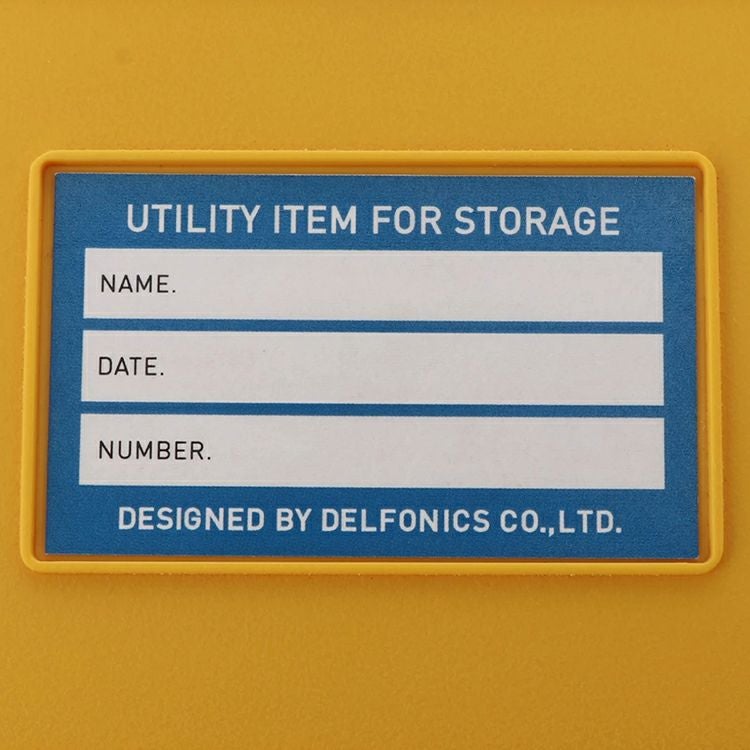 UTILITY ITEM FOR STORAGE
NAME.
DATE.
NUMBER.
DESIGNED BY DELFONICS CO.,LTD.